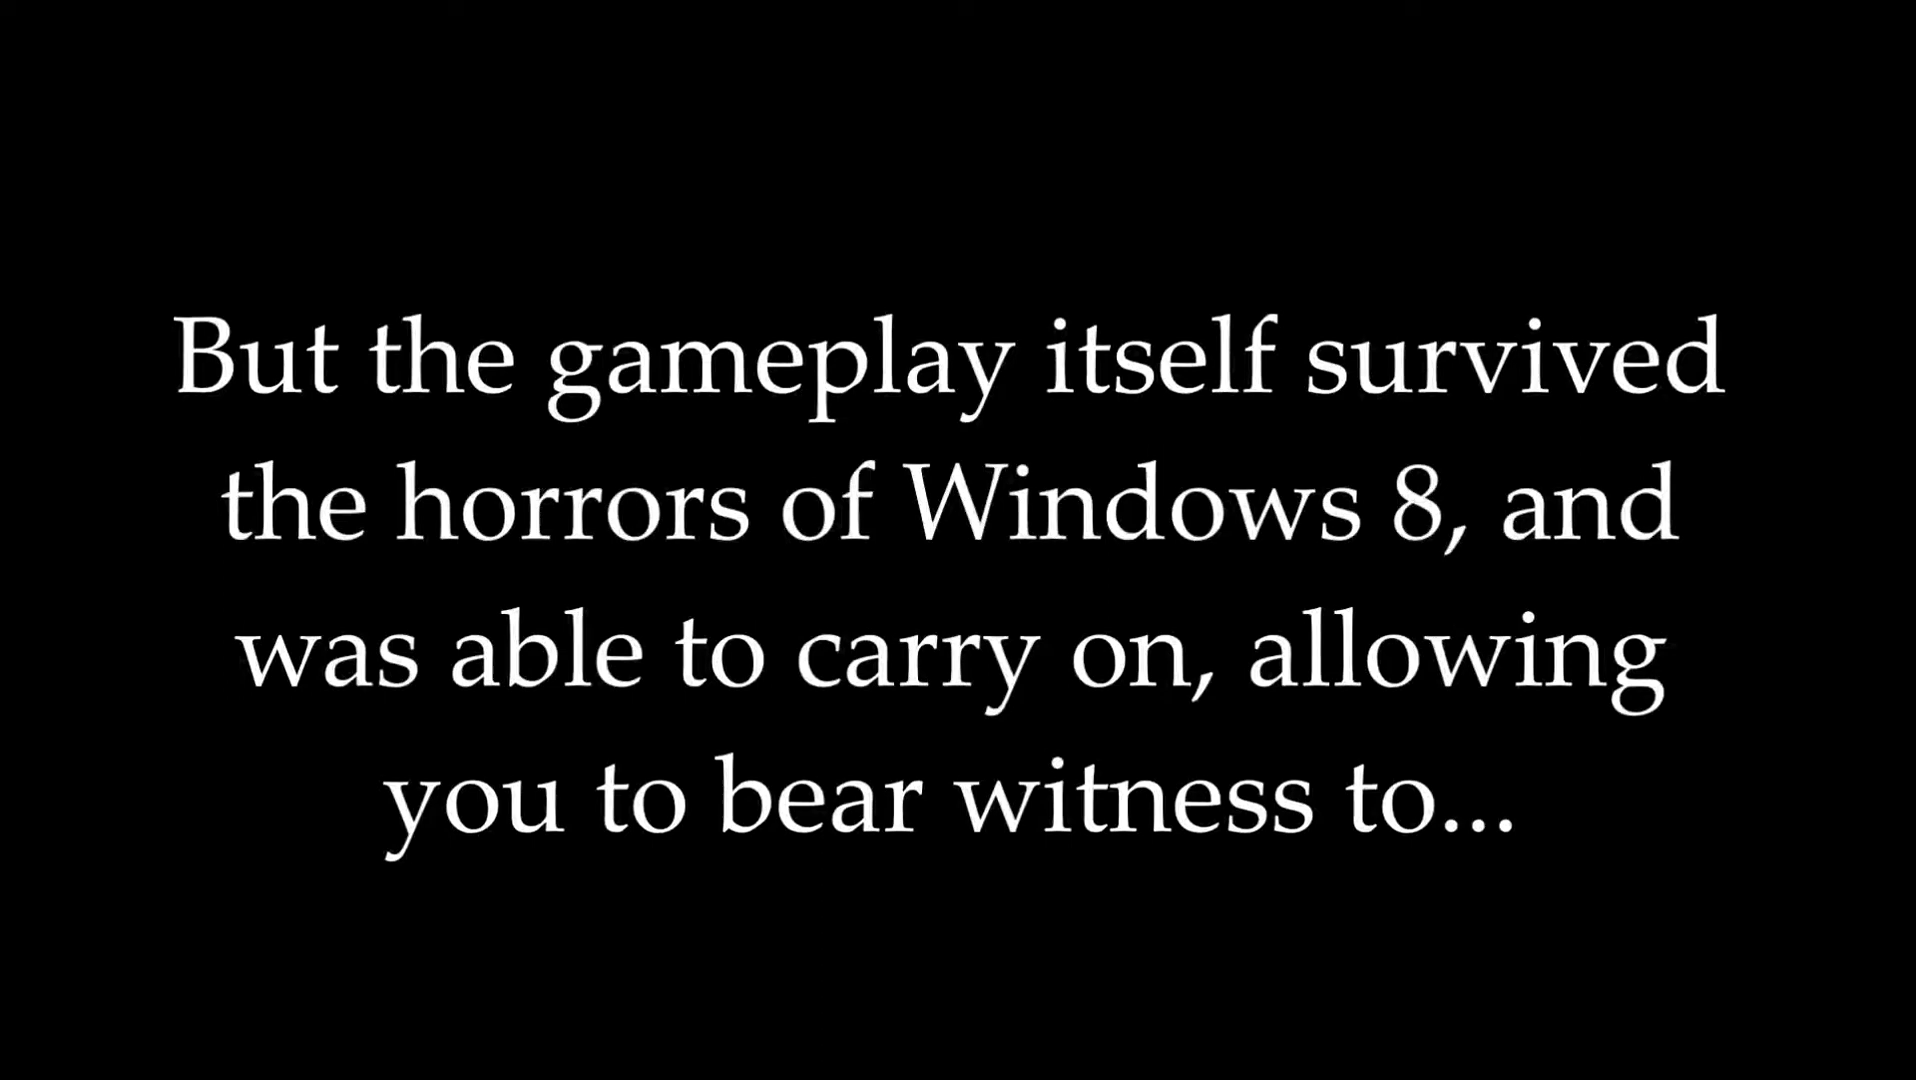 But the gameplay itself survived
the horrors of Windows 8, and
was able to carry on, allowing
you to bear witness to...